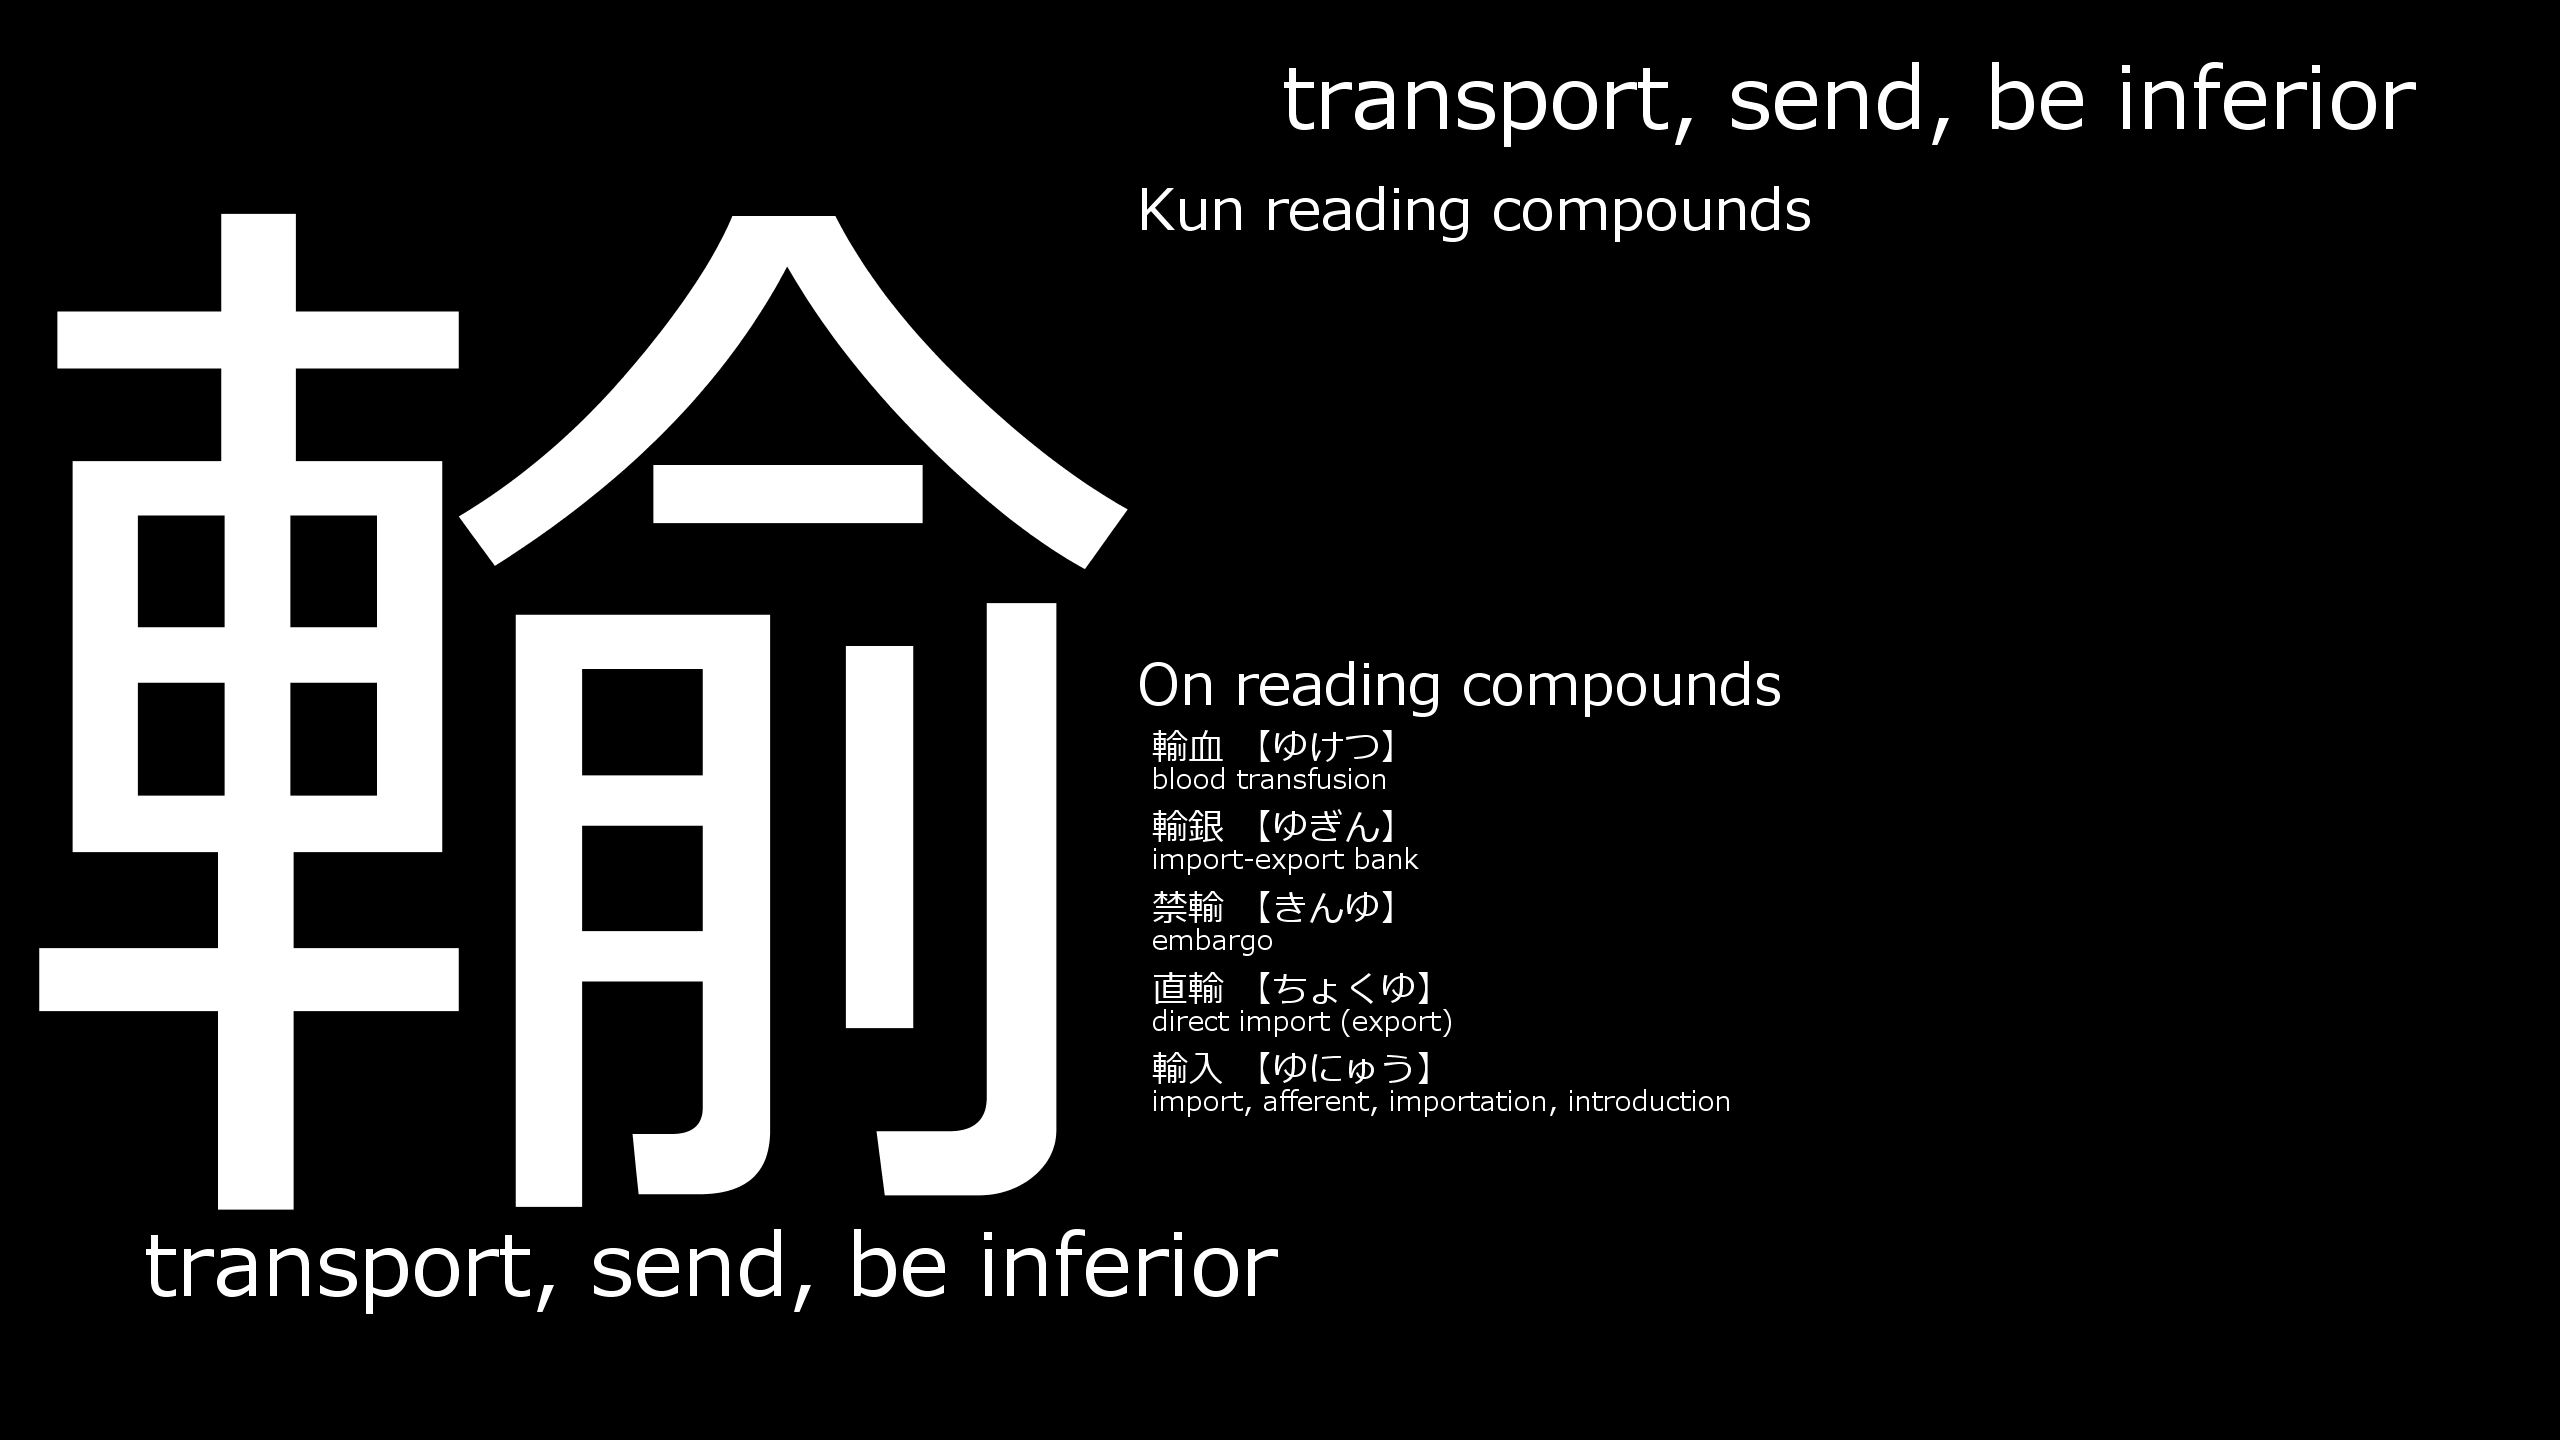 transport, send, be inferior
Kun reading compounds
輸
On reading compounds
輸血 【ゆけつ】
blood transfusion
輸銀 【ゆぎん】
import-export bank
禁輸 【きんゆ】
embargo
直輸 【ちょくゆ】
direct import (export)
輸入 【ゆにゅう】
import, afferent, importation, introduction
transport, send, be inferior